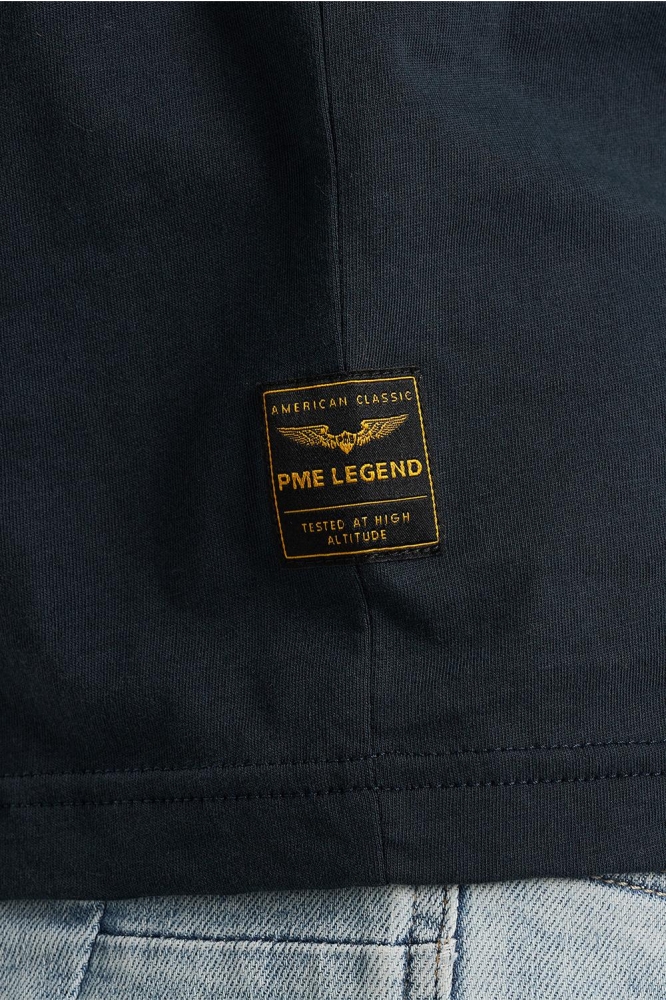 AMERICAN CLASSIC
PME LEGEND
TESTED AT HIGH
ALTITUDE